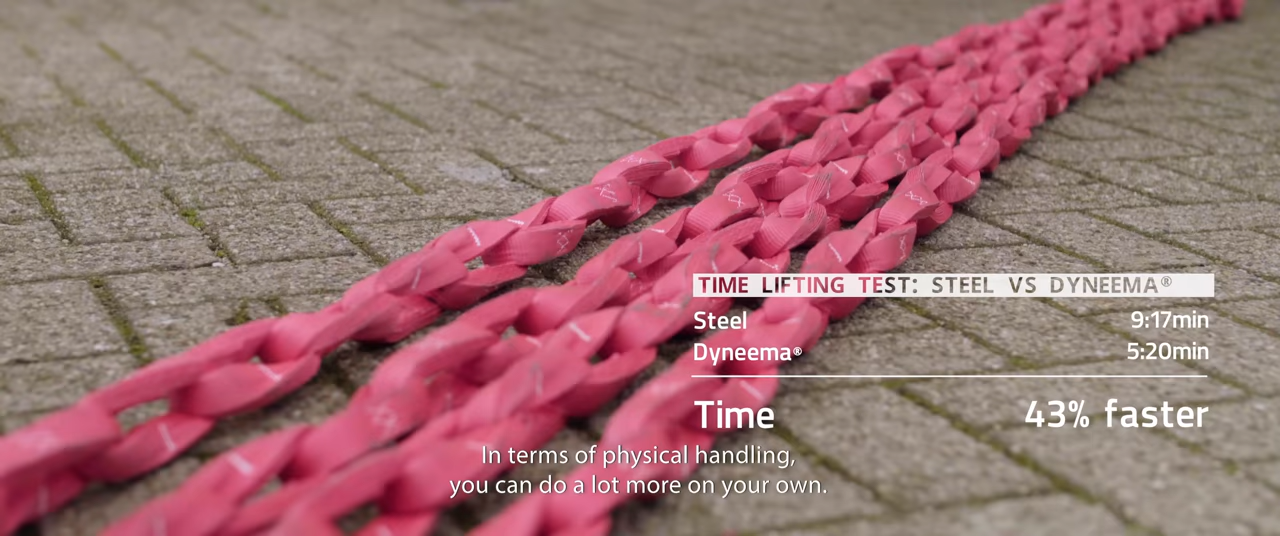 TIME LIFTING TEST: STEEL VS DYNEEMA®
Steel 9:17min
Dyneema® 5:20min
Time 43% faster
In terms of physical handling,
you can do a lot more on your own.